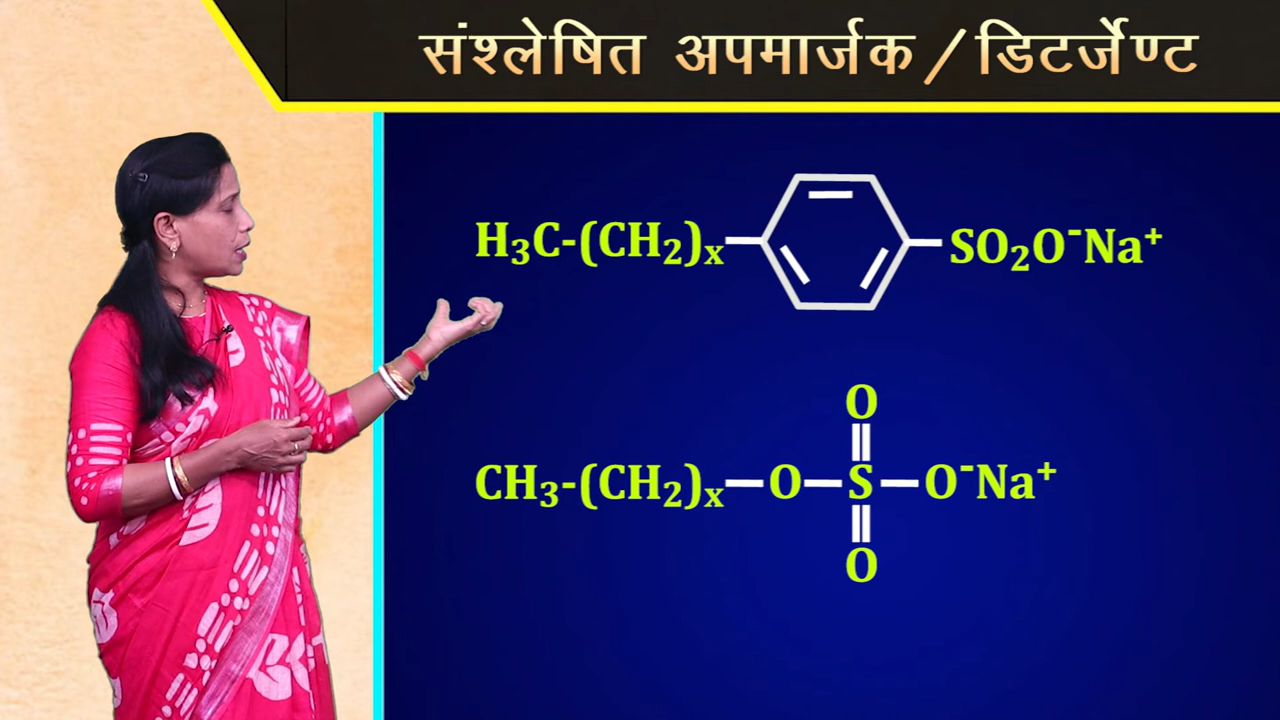 संश्लेषित अपमार्जक / डिटर्जेण्ट
H₃C-(CH₂)ₓ SO₂O⁻Na⁺
O
CH₃-(CH₂)ₓ—O—S—O⁻Na⁺
O